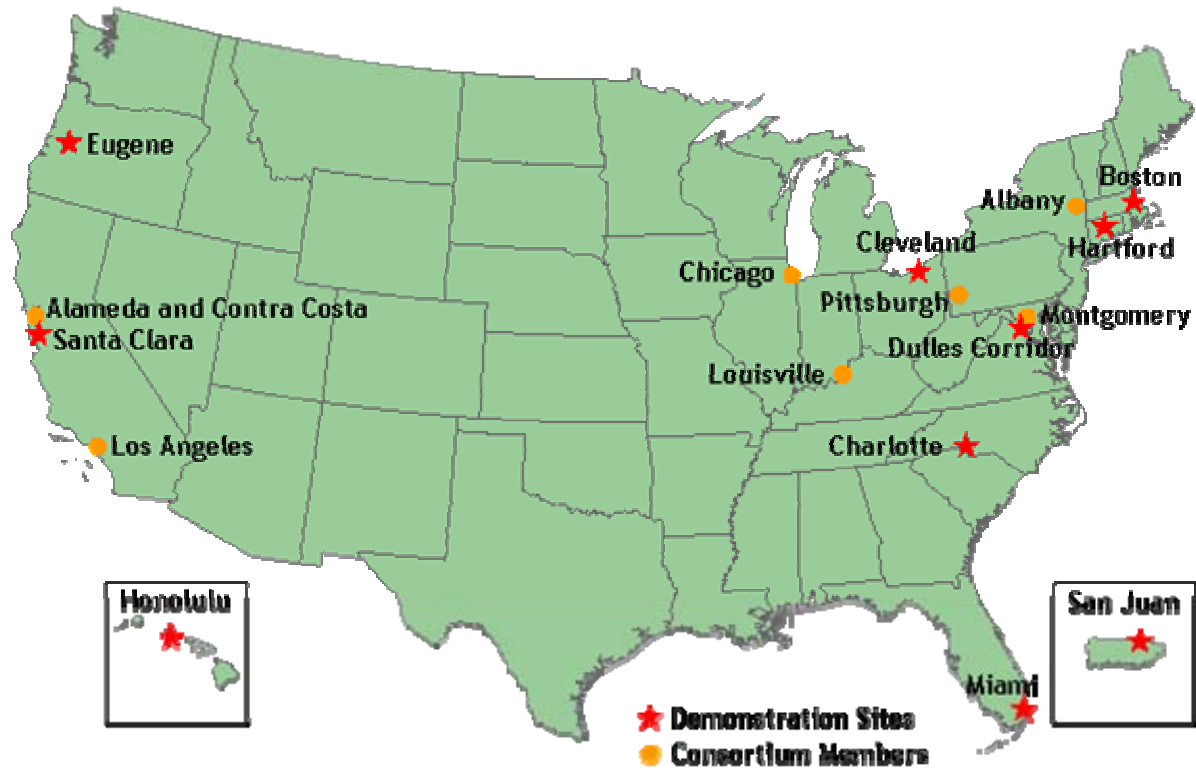 Eugene
Boston
Albany
Cleveland
Hartford
Chicago
Pittsburgh
Alameda and Contra Costa
Montgomery
Santa Clara
Dulles Corridor
Louisville
Los Angeles
Charlotte
Honolulu
San Juan
Miami
Demonstration Sites
Consortium Members